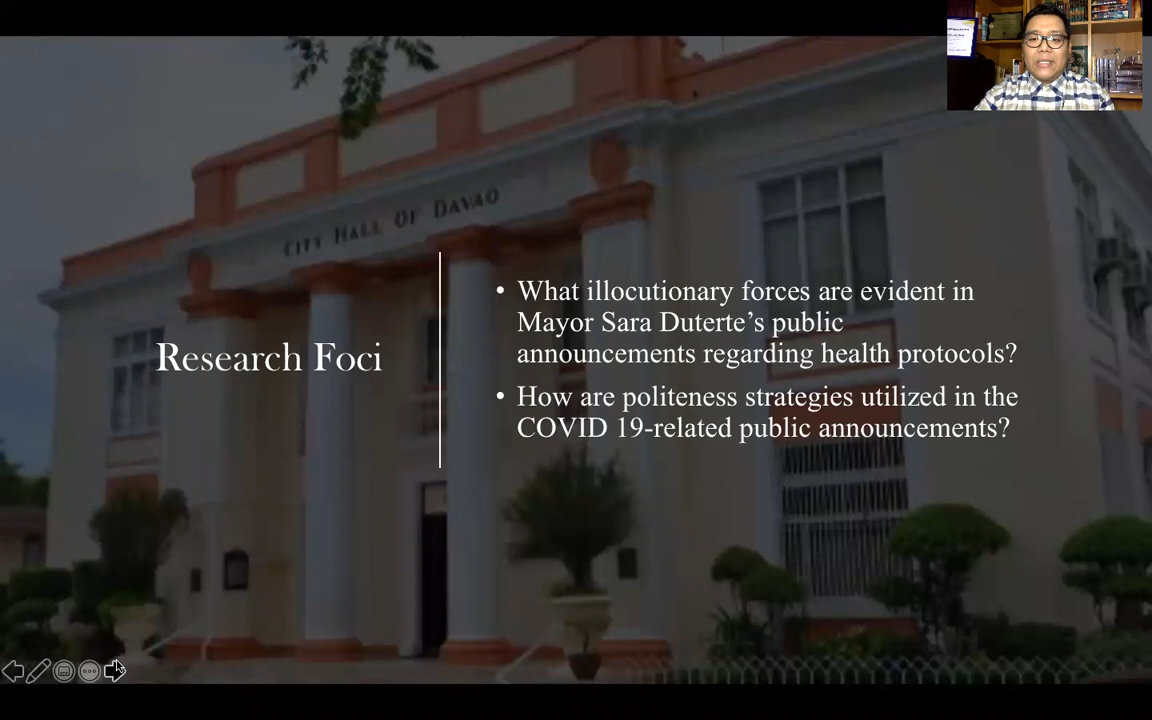 CITY HALL OF DAVAO
Research Foci
• What illocutionary forces are evident in
Mayor Sara Duterte’s public
announcements regarding health protocols?
• How are politeness strategies utilized in the
COVID 19-related public announcements?